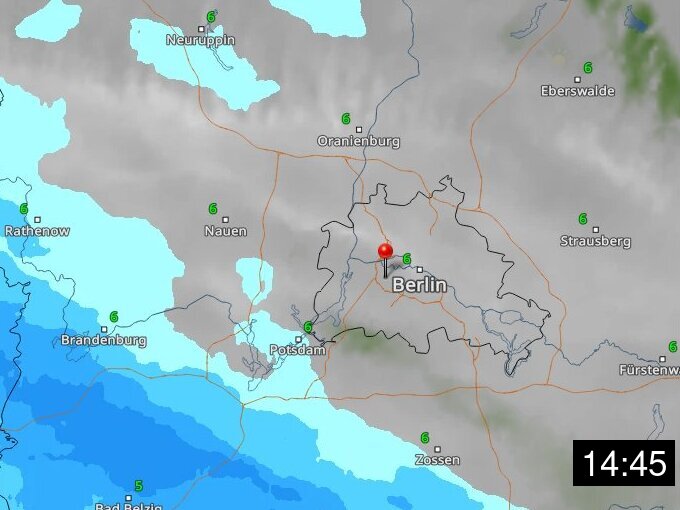 6
Neuruppin
6
Eberswalde
6
Oranienburg
6
Rathenow
6
Nauen
6
Strausberg
6
Berlin
6
Brandenburg
6
Potsdam
6
Fürstenwa
6
Zossen
14:45
5
Bad Belzig